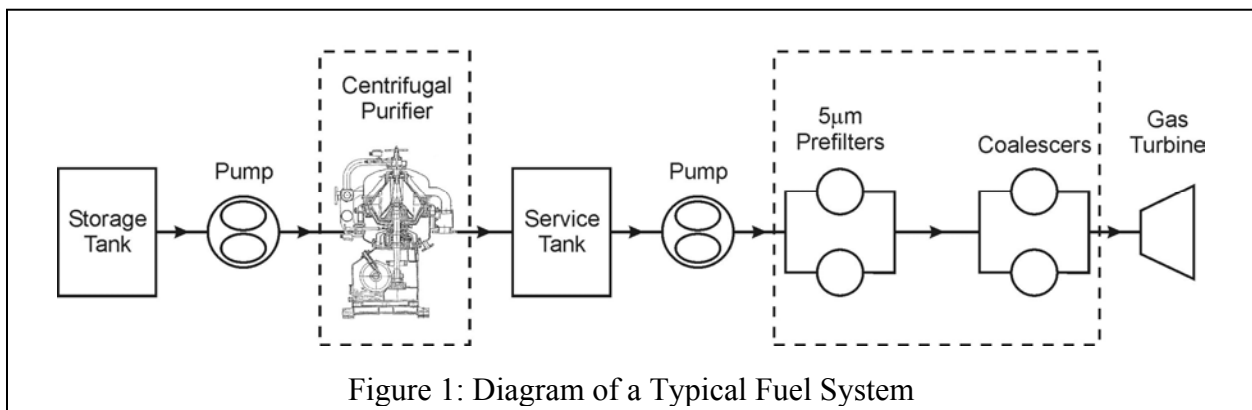 Centrifugal
Purifier
5μm
Prefilters
Gas
Turbine
Coalescers
Pump
Pump
Storage
Tank
Service
Tank
Figure 1: Diagram of a Typical Fuel System